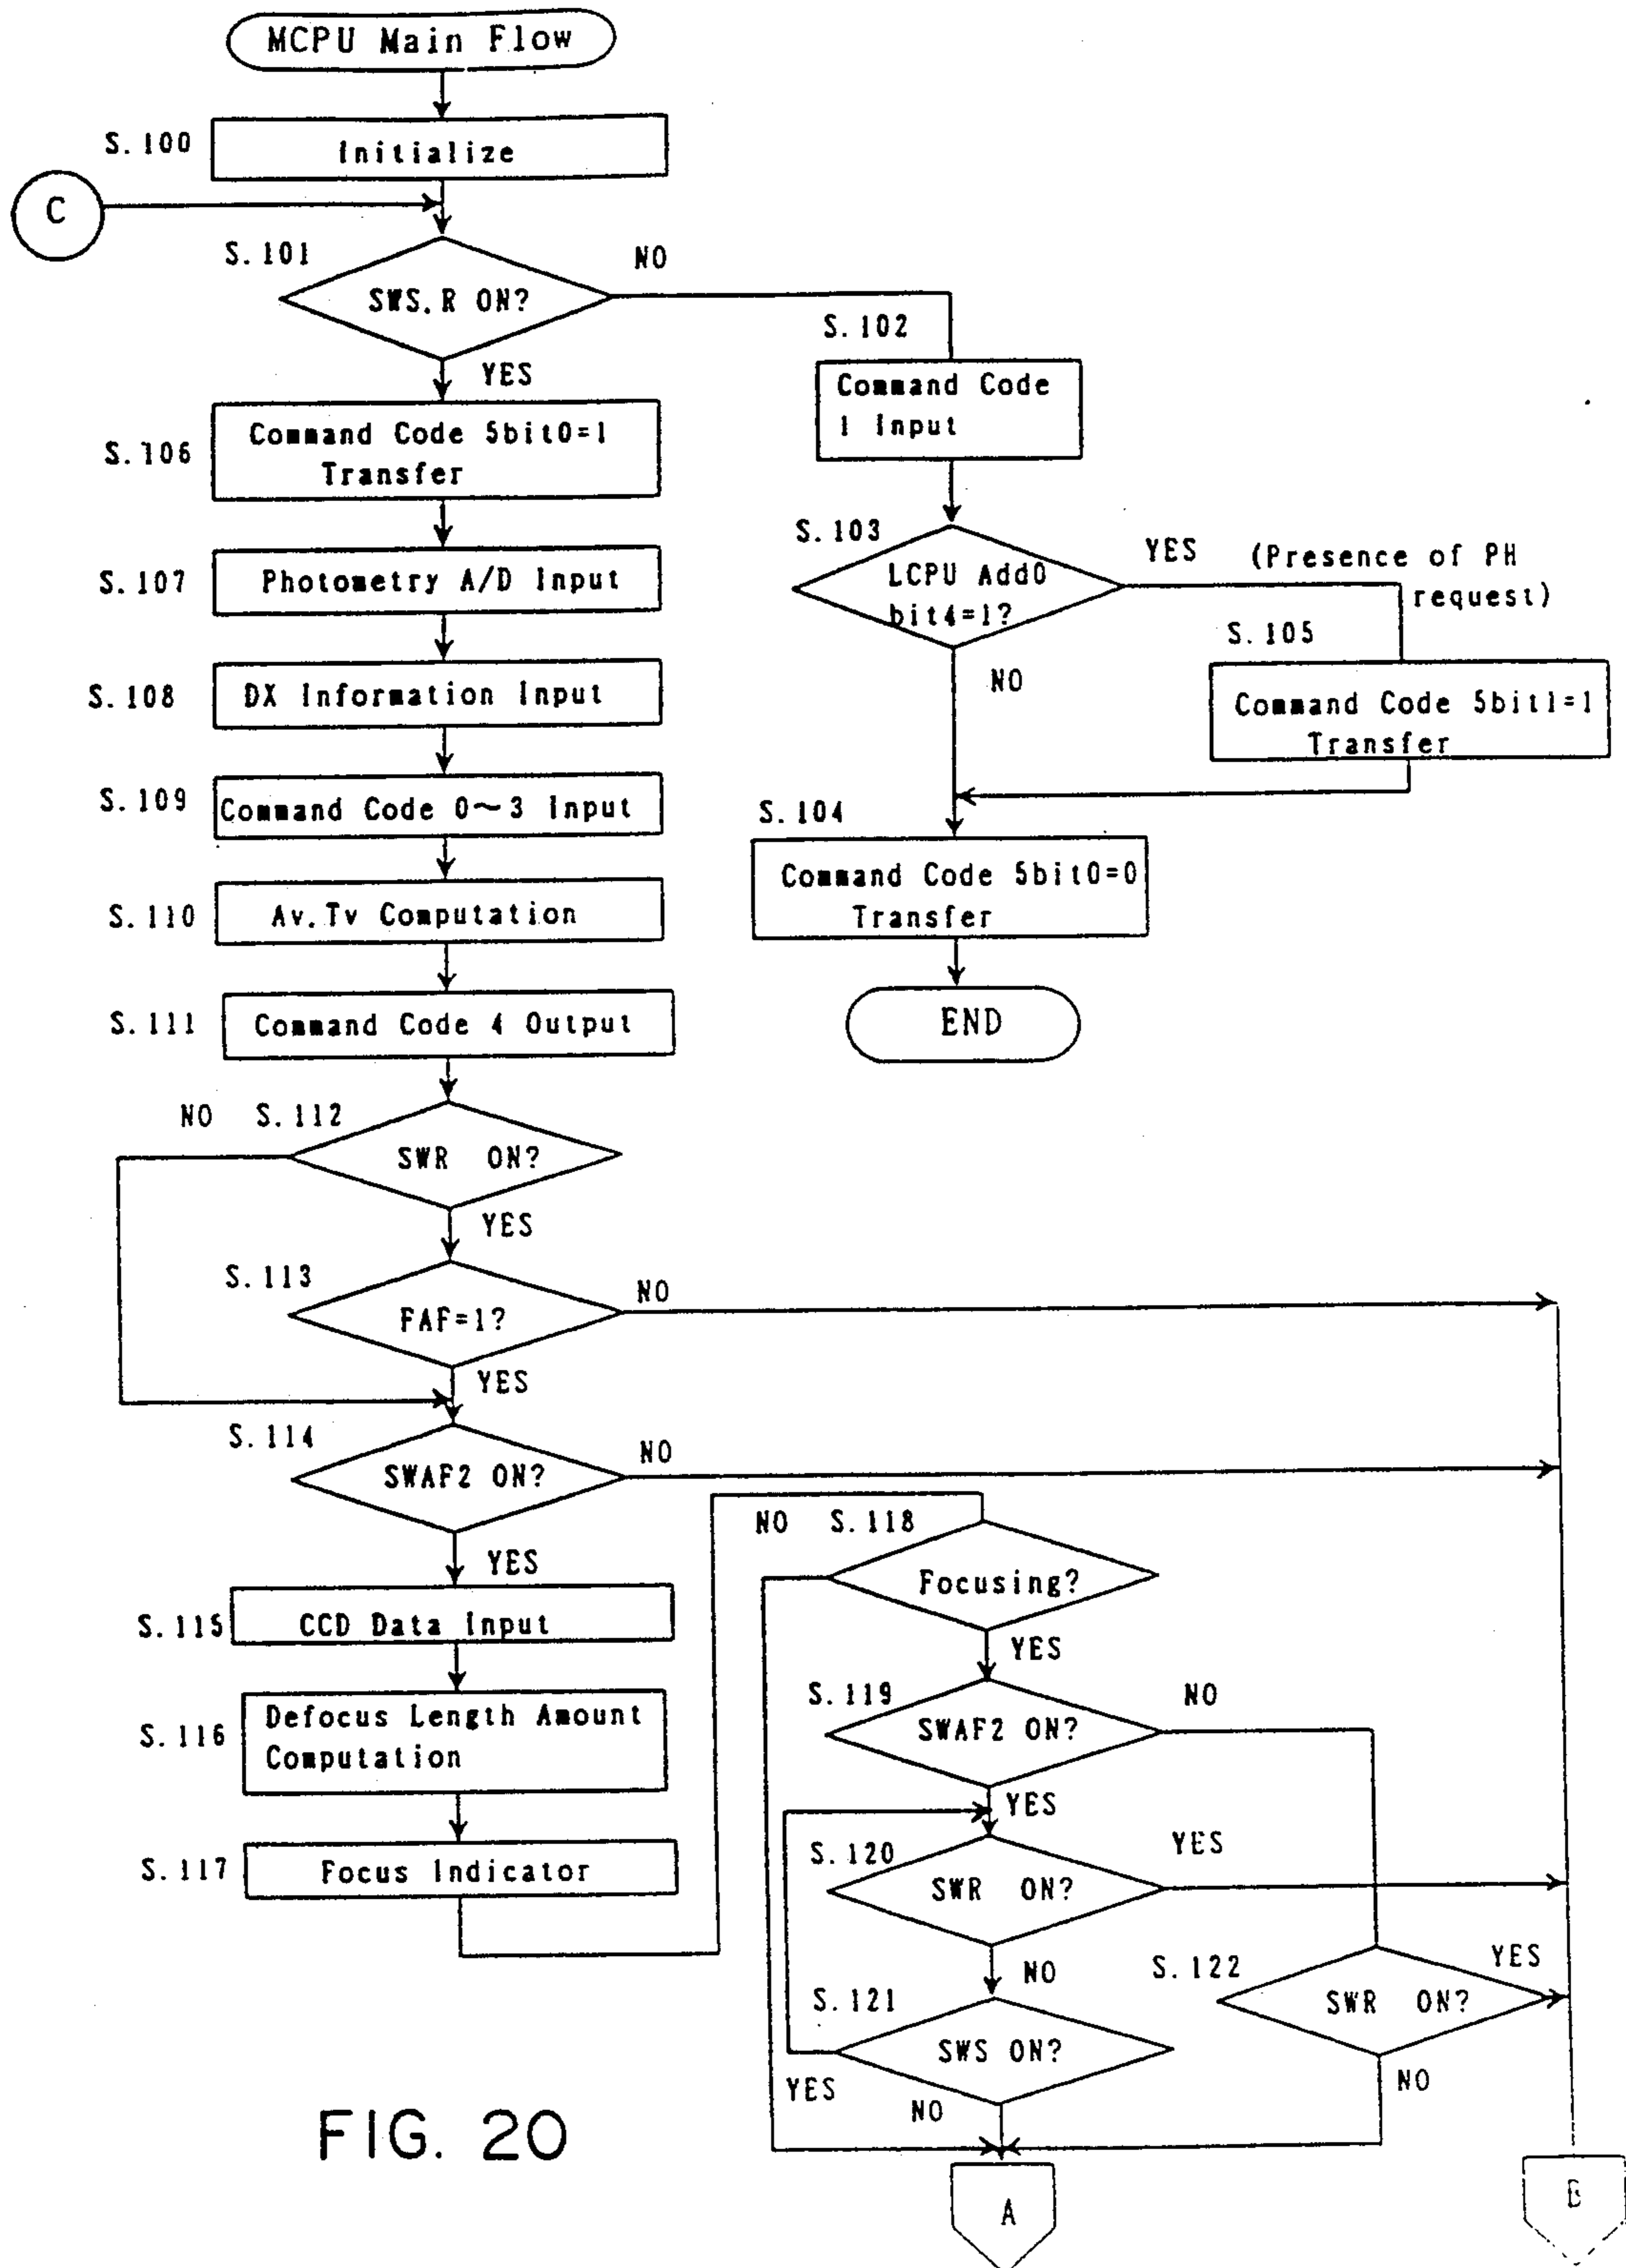 MCPU Main Flow
S.100
Initialize
C
S.101
SWS.R ON?
NO
YES
S.102
Command Code
1 Input
S.106
Command Code 5bit0=1
Transfer
S.103
LCPU Add0
bit4=1?
YES
(Presence of PH
request)
NO
S.105
Command Code 5bit1=1
Transfer
S.107
Photometry A/D Input
S.108
DX Information Input
S.109
Command Code 0~3 Input
S.104
Command Code 5bit0=0
Transfer
END
S.110
Av.Tv Computation
S.111
Command Code 4 Output
NO
S.112
SWR ON?
YES
S.113
FAF=1?
NO
YES
S.114
SWAF2 ON?
NO
YES
S.115
CCD Data Input
S.116
Defocus Length Amount
Computation
S.117
Focus Indicator
NO
S.118
Focusing?
YES
S.119
SWAF2 ON?
NO
YES
S.120
SWR ON?
YES
NO
S.121
SWS ON?
YES
NO
S.122
SWR ON?
YES
NO
A
B
FIG. 20